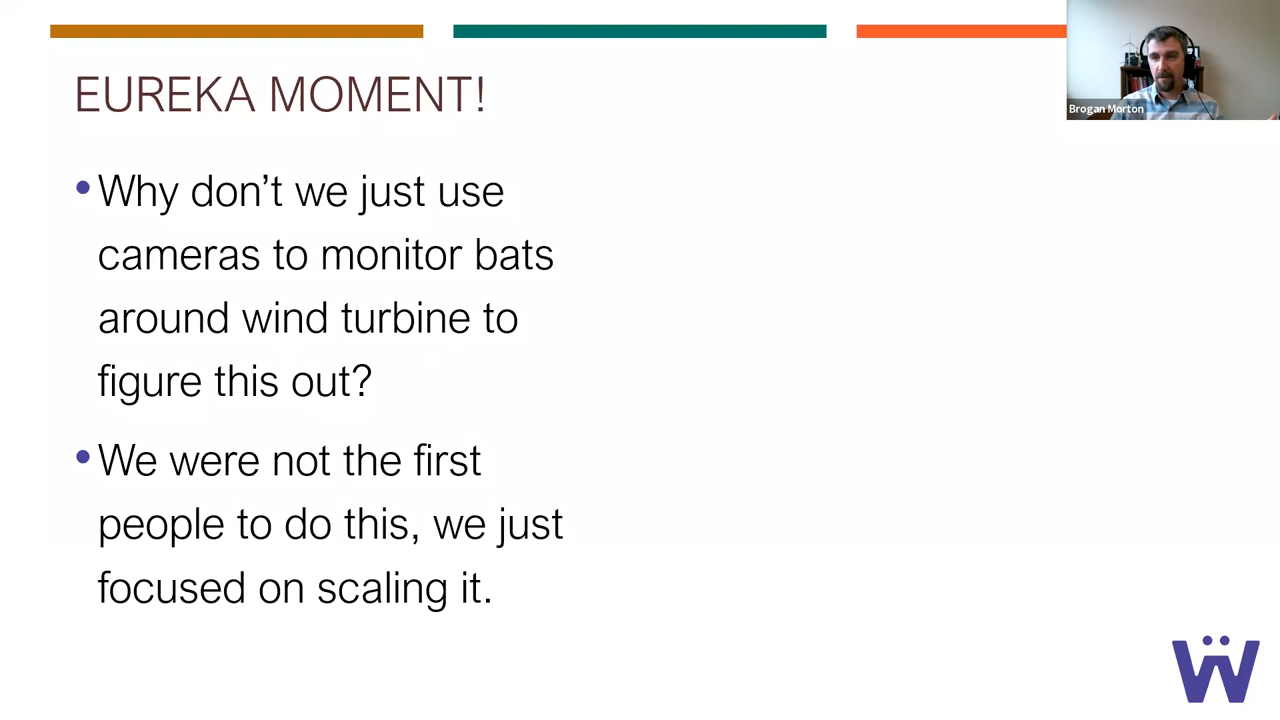 EUREKA MOMENT!
Brogan Morton
•Why don’t we just use
cameras to monitor bats
around wind turbine to
figure this out?
•We were not the first
people to do this, we just
focused on scaling it.
Ẅ